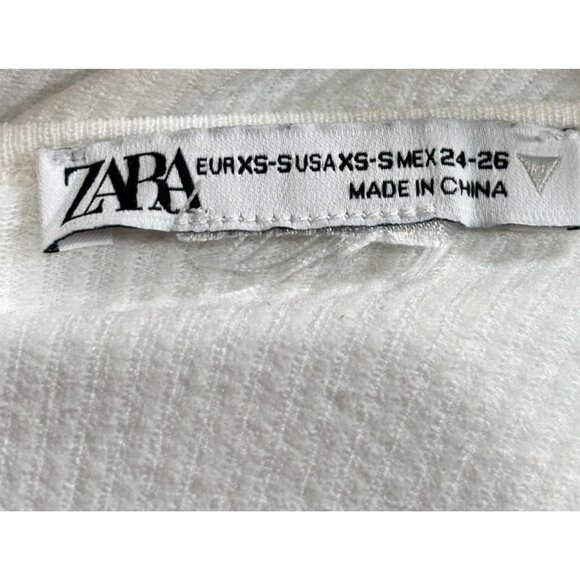 ZARA
EUR XS-S USA XS-S MEX 24-26
MADE IN CHINA